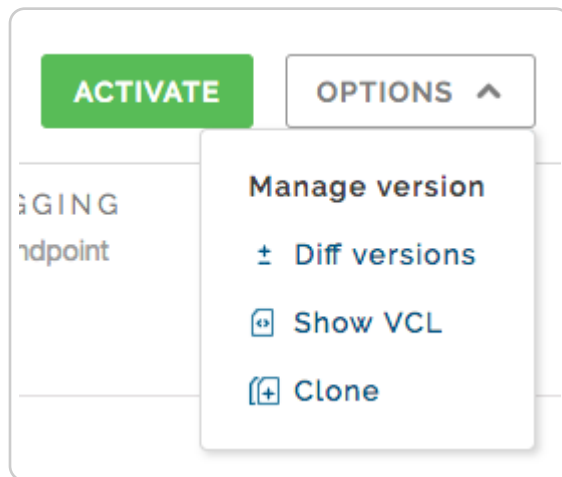 ACTIVATE OPTIONS
Manage version
GGING
ndpoint
Diff versions
Show VCL
Clone